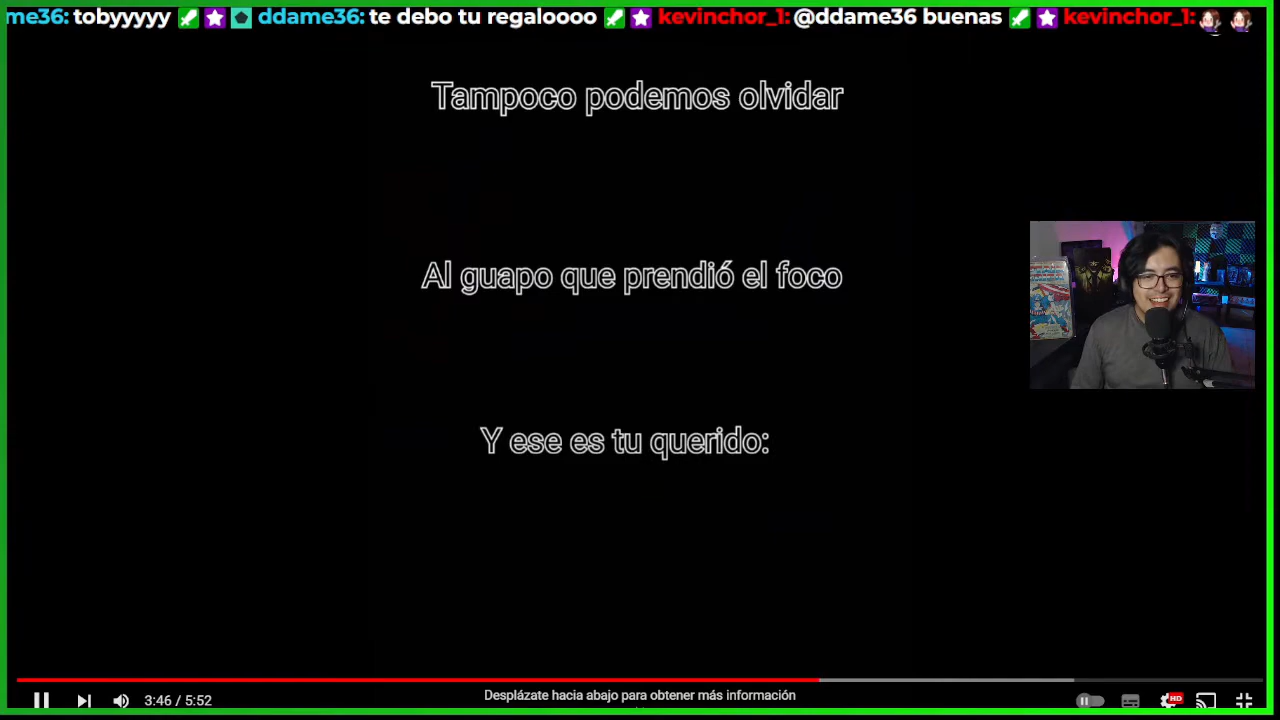 me36: tobyyyyy ddame36: te debo tu regaloooo kevinchor_1: @ddame36 buenas kevinchor_1:
Tampoco podemos olvidar
Al guapo que prendió el foco
Y ese es tu querido:
Desplázate hacia abajo para obtener más información
3:46 / 5:52
HD